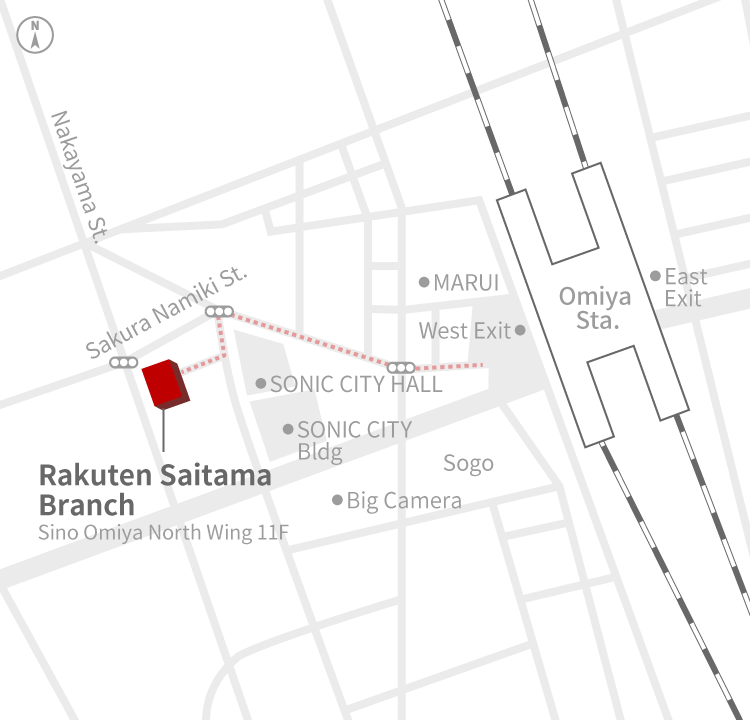 N
Nakayama St.
Sakura Namiki St.
MARUI
West Exit
Omiya
Sta.
East
Exit
SONIC CITY HALL
SONIC CITY
Bldg
Sogo
Rakuten Saitama
Branch
Sino Omiya North Wing 11F
Big Camera